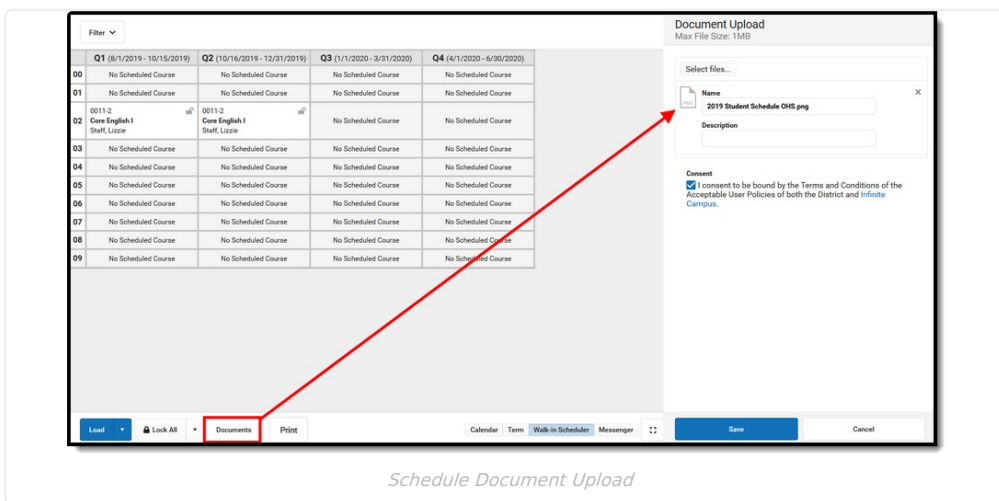 Filter
Document Upload
Max File Size: 1MB
Q1 (8/1/2019 - 10/15/2019) Q2 (10/16/2019 - 12/31/2019) Q3 (1/1/2020 - 3/31/2020) Q4 (4/1/2020 - 6/30/2020)
Select files...
00 No Scheduled Course No Scheduled Course No Scheduled Course No Scheduled Course
01 No Scheduled Course No Scheduled Course No Scheduled Course No Scheduled Course
02 0011-2 Core English I Staff, Lizzie 0011-2 Core English I Staff, Lizzie No Scheduled Course No Scheduled Course
03 No Scheduled Course No Scheduled Course No Scheduled Course No Scheduled Course
04 No Scheduled Course No Scheduled Course No Scheduled Course No Scheduled Course
05 No Scheduled Course No Scheduled Course No Scheduled Course No Scheduled Course
06 No Scheduled Course No Scheduled Course No Scheduled Course No Scheduled Course
07 No Scheduled Course No Scheduled Course No Scheduled Course No Scheduled Course
08 No Scheduled Course No Scheduled Course No Scheduled Course No Scheduled Course
09 No Scheduled Course No Scheduled Course No Scheduled Course No Scheduled Course
PNG
Name
2019 Student Schedule OHS.png
Description
Consent
I consent to be bound by the Terms and Conditions of the
Acceptable User Policies of both the District and Infinite
Campus.
Load Lock All Documents Print Calendar Term Walk-in Scheduler Messenger Save Cancel
Schedule Document Upload